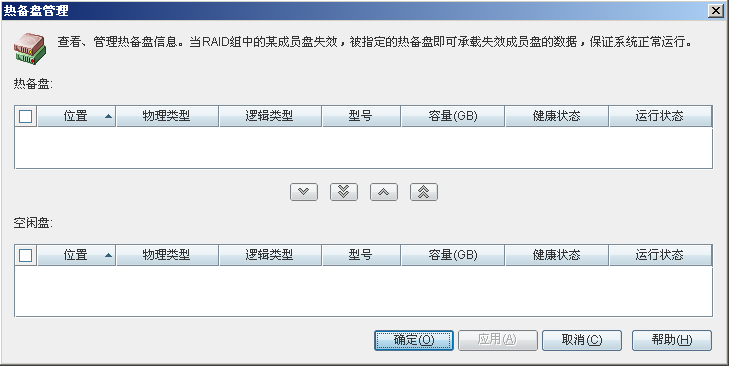 热备盘管理
查看、管理热备盘信息。当RAID组中的某成员盘失效，被指定的热备盘即可承载失效成员盘的数据，保证系统正常运行。
热备盘:
位置 物理类型 逻辑类型 型号 容量(GB) 健康状态 运行状态
空闲盘:
位置 物理类型 逻辑类型 型号 容量(GB) 健康状态 运行状态
确定(O) 应用(A) 取消(C) 帮助(H)